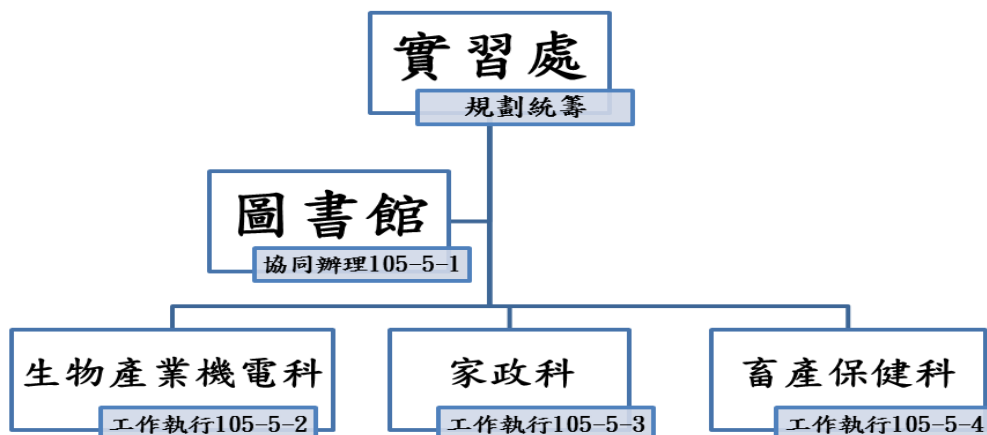 實習處
規劃統籌
圖書館
協同辦理105-5-1
生物產業機電科
工作執行105-5-2
家政科
工作執行105-5-3
畜產保健科
工作執行105-5-4